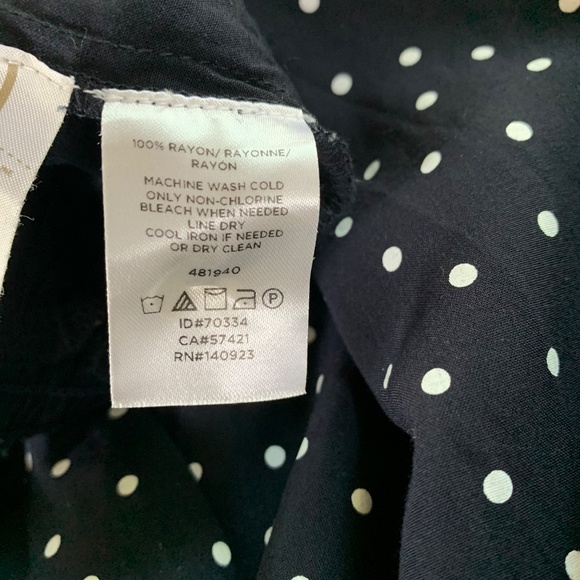 100% RAYON/RAYONNE/
RAYÓN
MACHINE WASH COLD
ONLY NON-CHLORINE
BLEACH WHEN NEEDED
LINE DRY
COOL IRON IF NEEDED
OR DRY CLEAN
481940
P
ID#70334
CA#57421
RN#140923